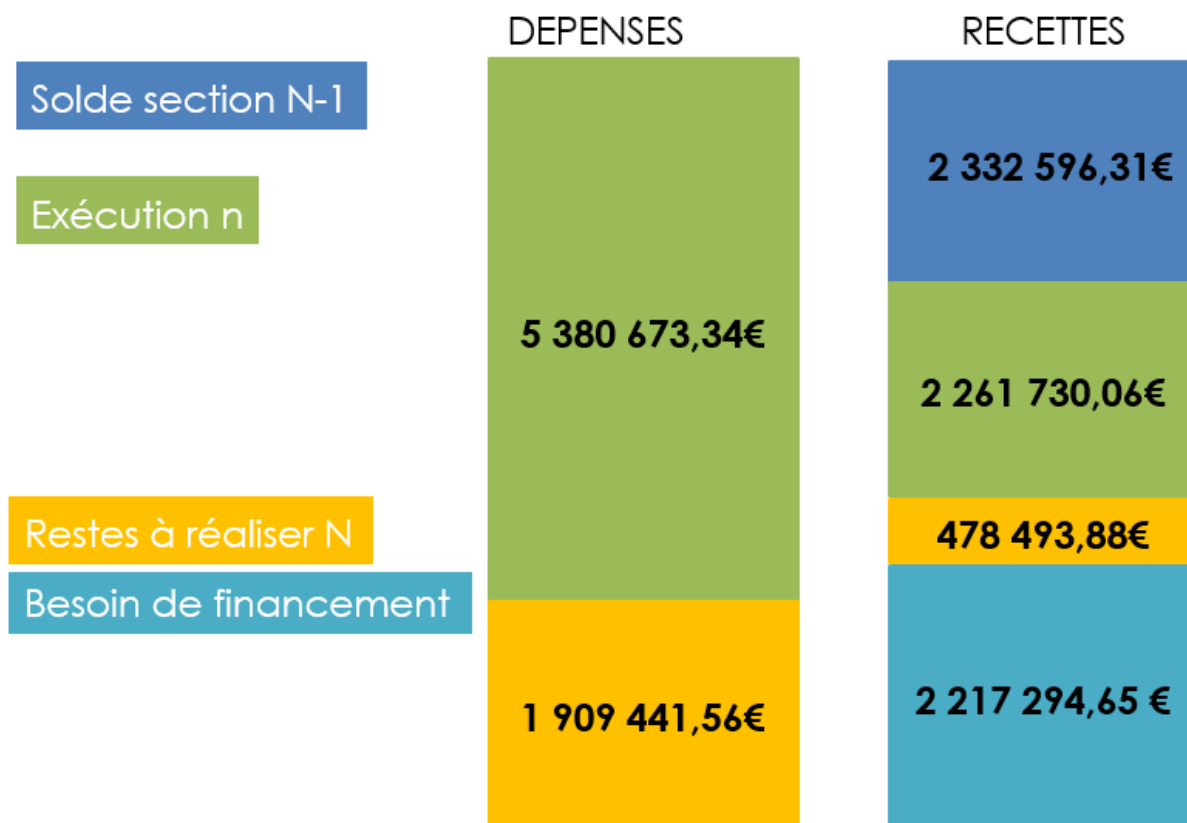 DEPENSES
RECETTES
Solde section N-1
2 332 596,31€
Exécution n
5 380 673,34€
2 261 730,06€
Restes à réaliser N
478 493,88€
Besoin de financement
2 217 294,65 €
1 909 441,56€